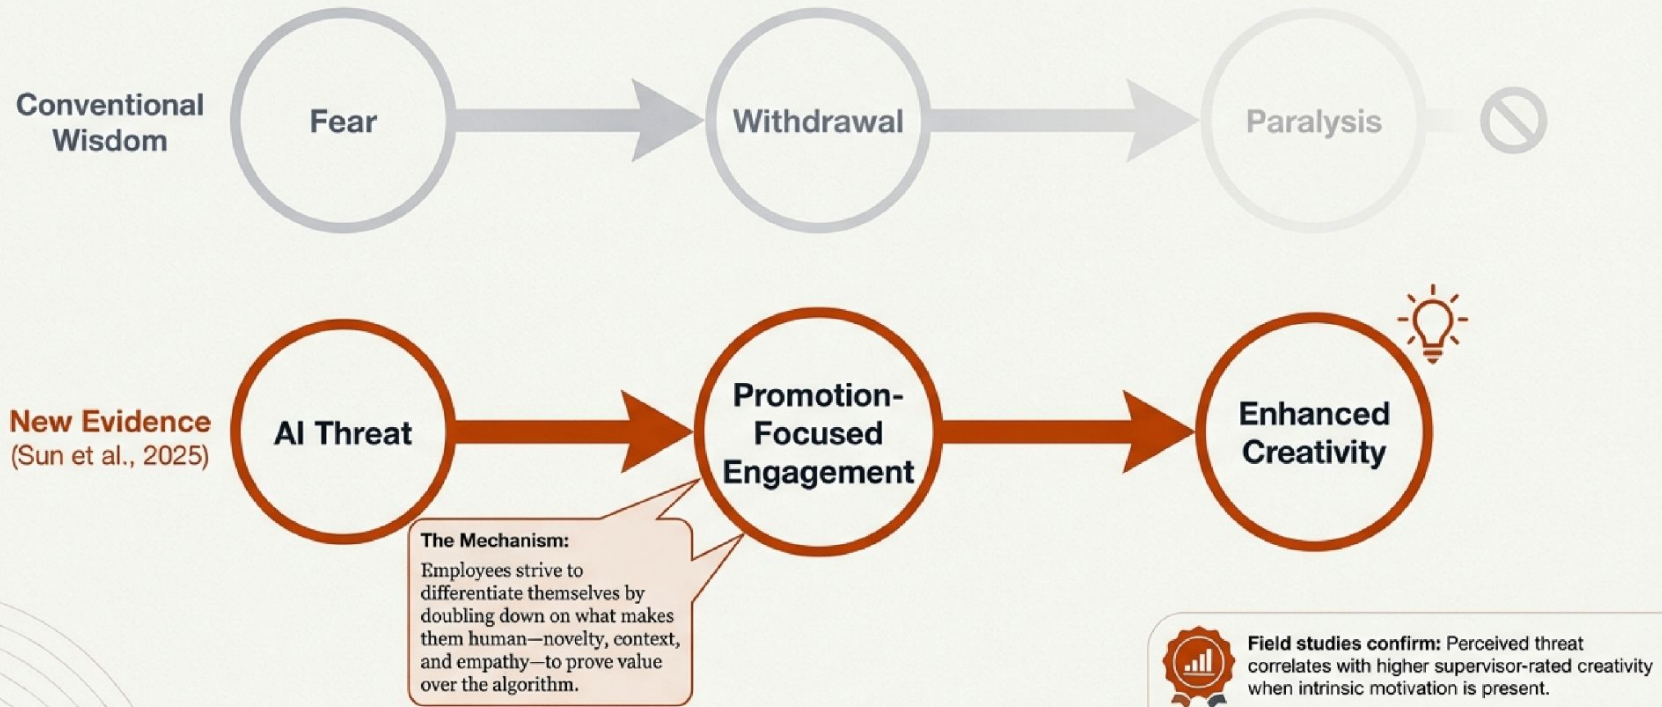 Conventional
Wisdom
Fear
Withdrawal
Paralysis
New Evidence
(Sun et al., 2025)
AI Threat
Promotion-
Focused
Engagement
Enhanced
Creativity
The Mechanism:
Employees strive to
differentiate themselves by
doubling down on what makes
them human—novelty, context,
and empathy—to prove value
over the algorithm.
Field studies confirm: Perceived threat
correlates with higher supervisor-rated creativity
when intrinsic motivation is present.